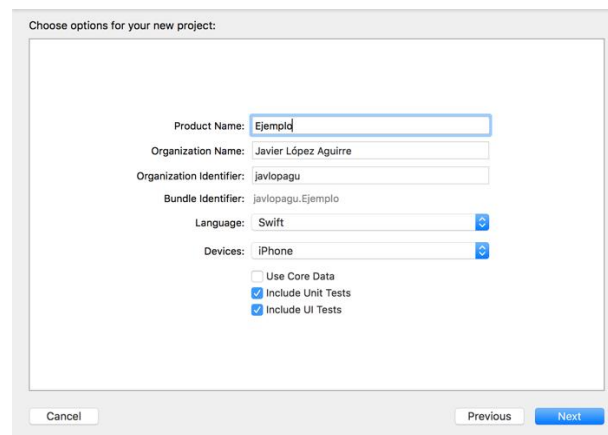 Choose options for your new project:
Product Name: Ejemplo
Organization Name: Javier López Aguirre
Organization Identifier: javlopagu
Bundle Identifier: javlopagu.Ejemplo
Language: Swift
Devices: iPhone
Use Core Data
Include Unit Tests
Include UI Tests
Cancel Previous Next